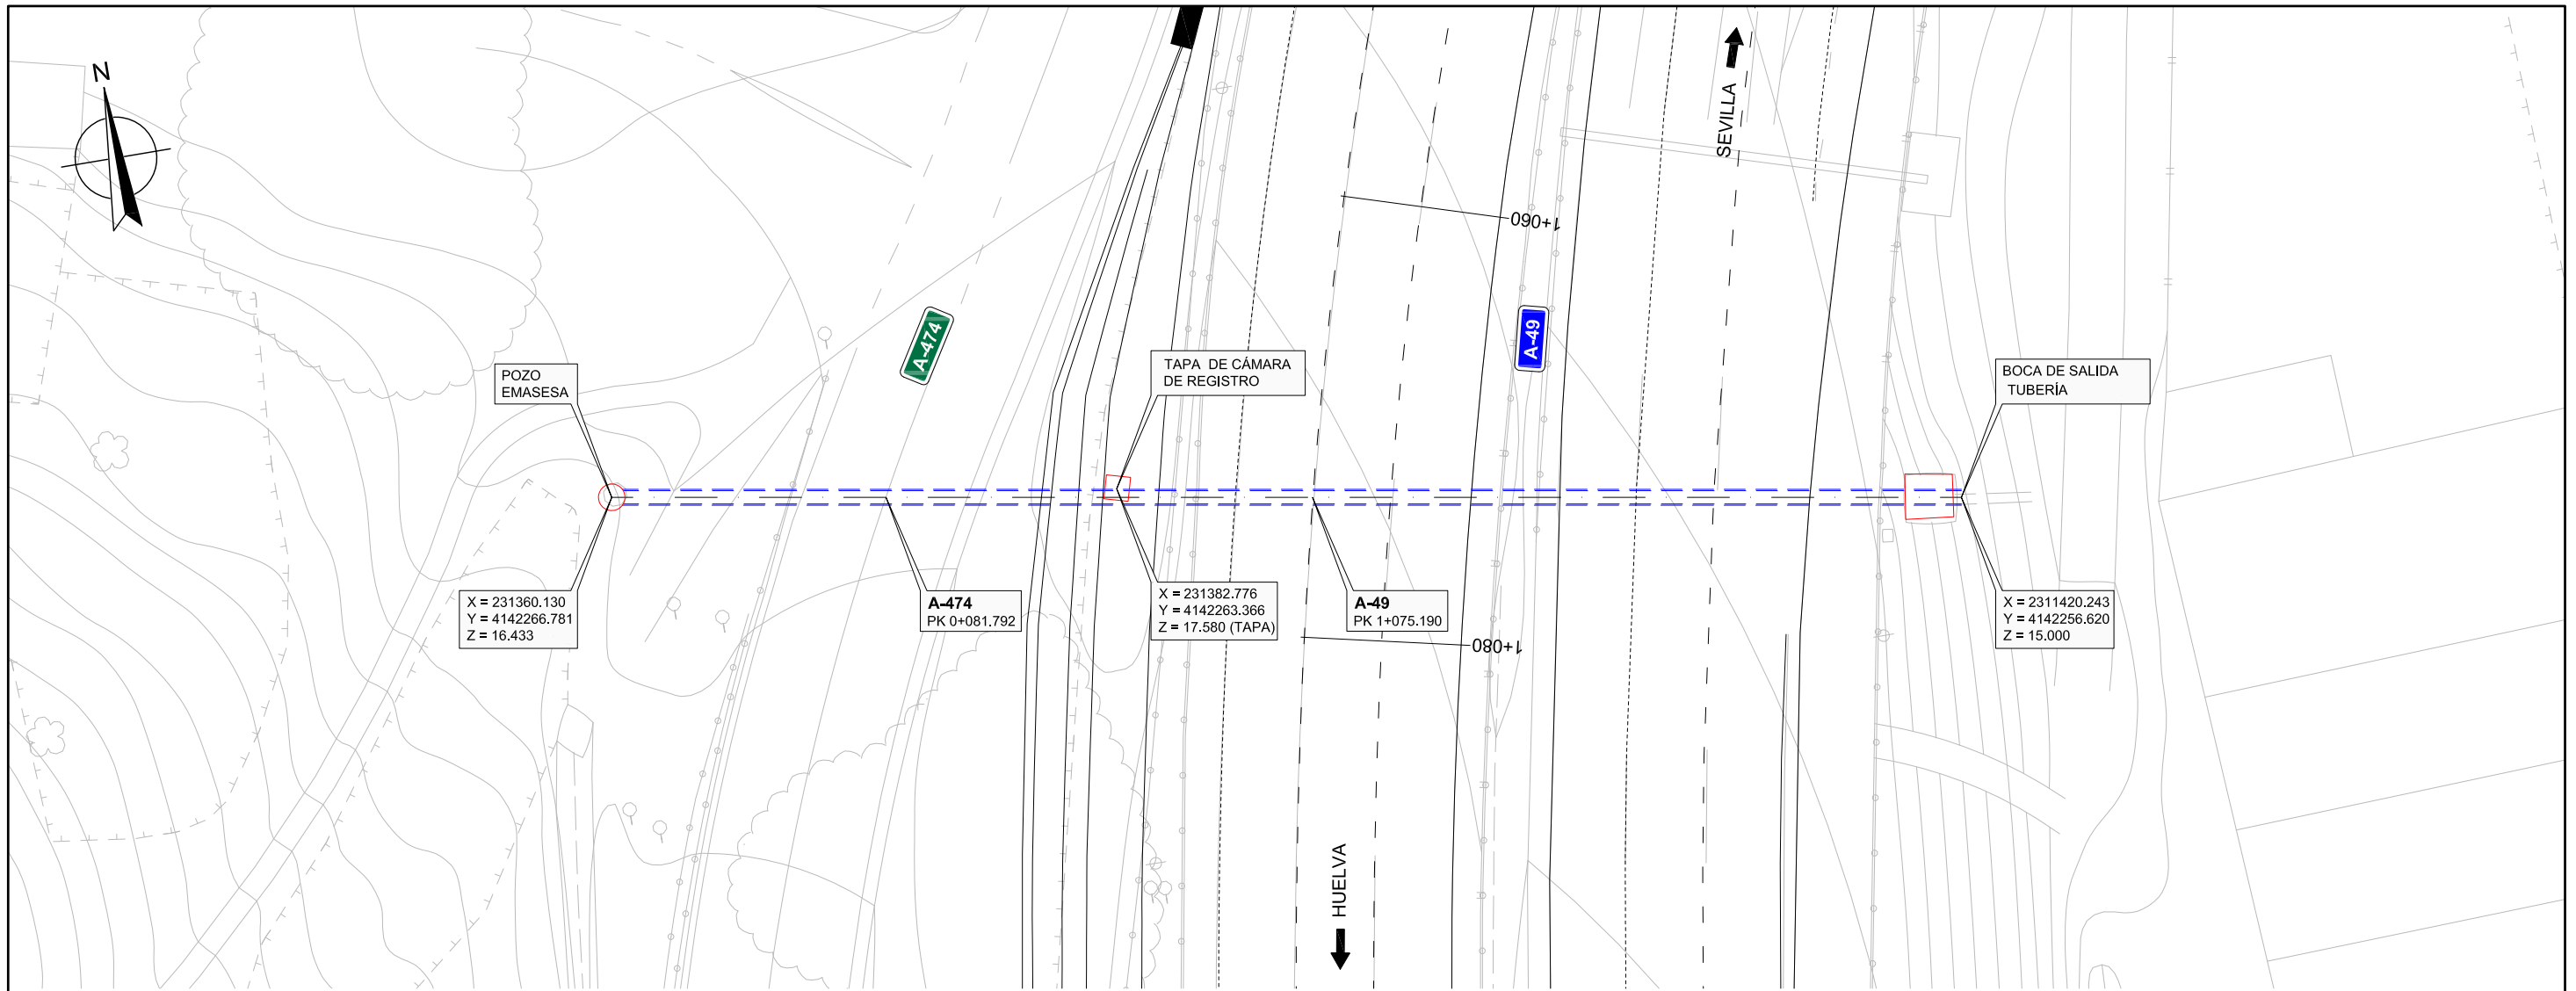 N
SEVILLA
1+060
A-474
A-49
POZO
EMASESA
TAPA DE CÁMARA
DE REGISTRO
BOCA DE SALIDA
TUBERÍA
X = 231360.130
Y = 4142266.781
Z = 16.433
A-474
PK 0+081.792
X = 231382.776
Y = 4142263.366
Z = 17.580 (TAPA)
A-49
PK 1+075.190
X = 2311420.243
Y = 4142256.620
Z = 15.000
1+080
HUELVA